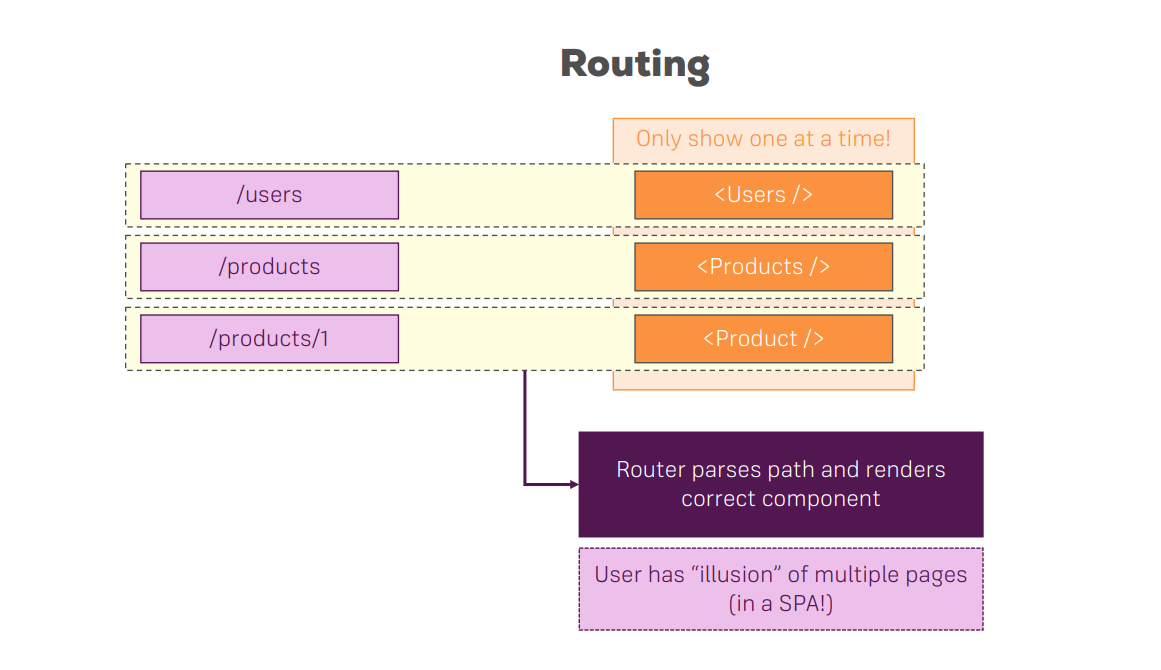 Routing
Only show one at a time!
/users
<Users />
/products
<Products />
/products/1
<Product />
Router parses path and renders
correct component
User has “illusion” of multiple pages
(in a SPA!)